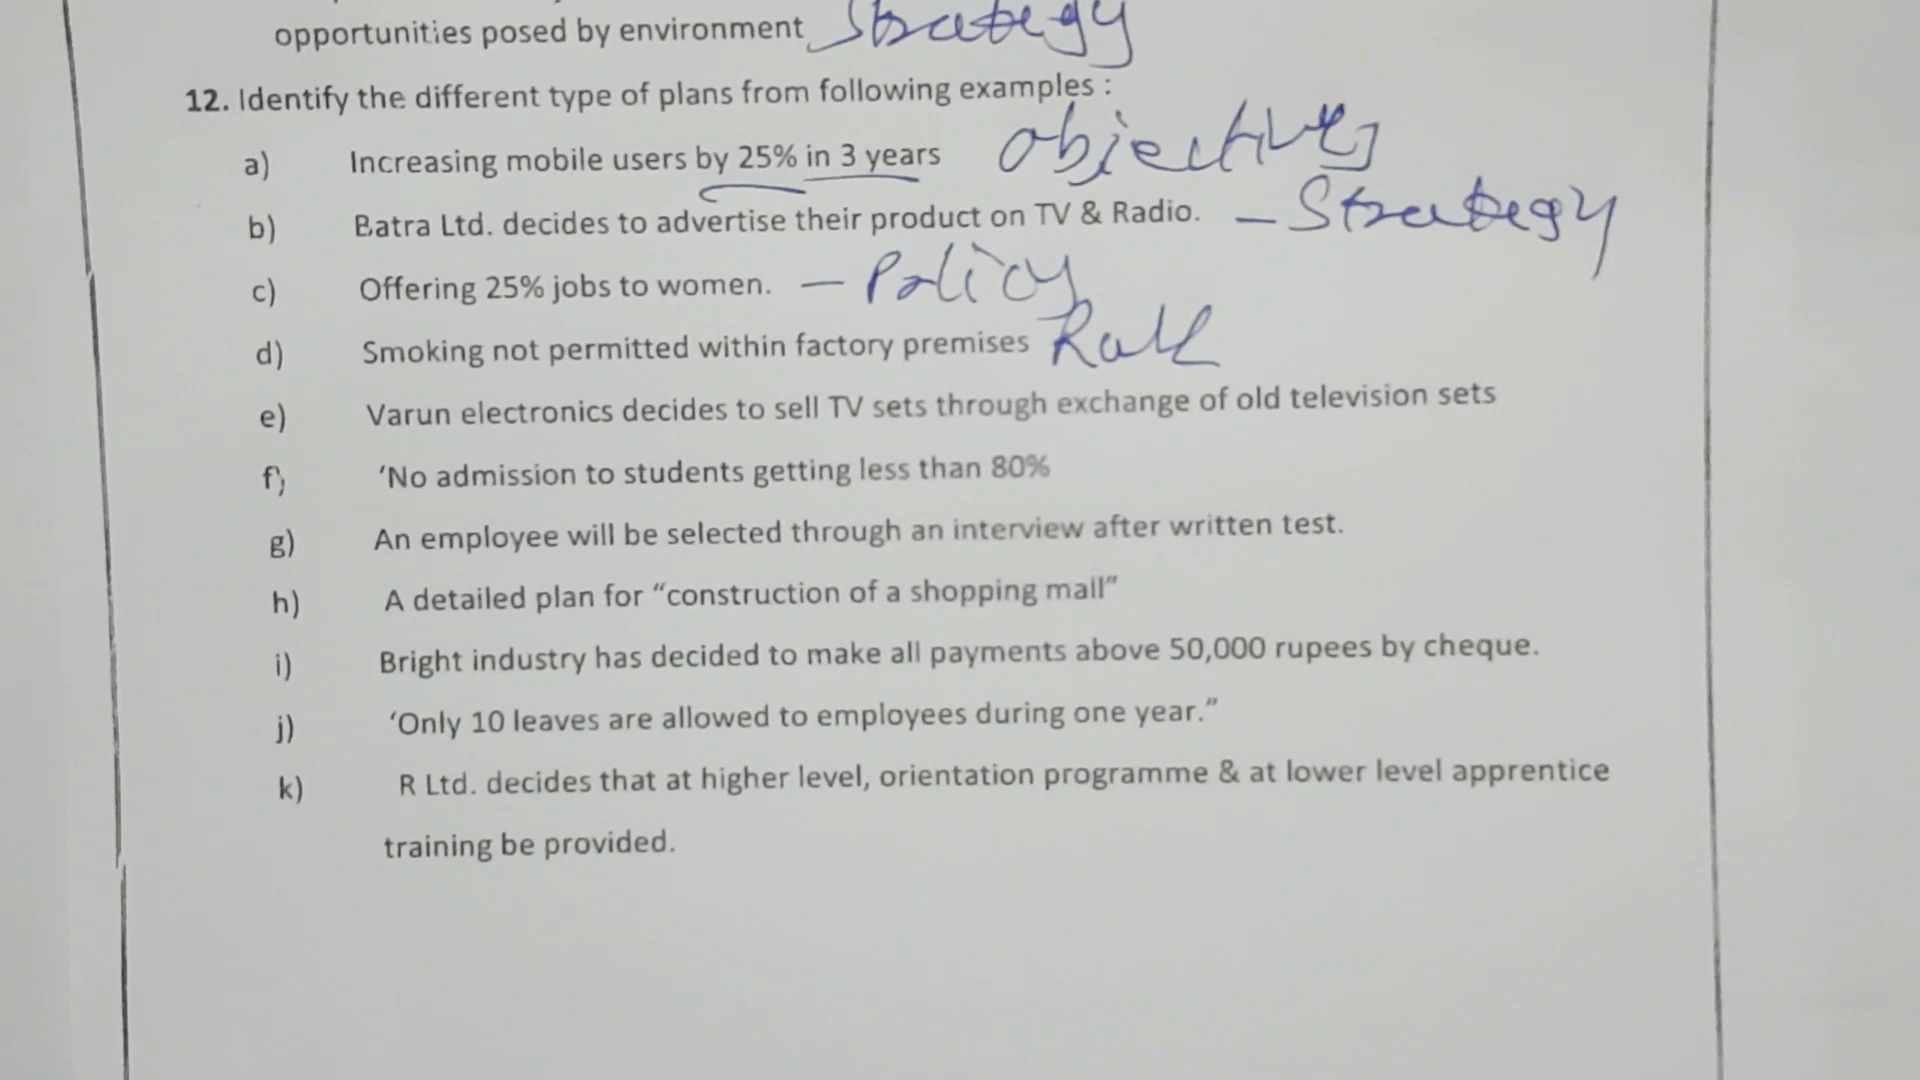 opportunities posed by environment Strategy
12. Identify the different type of plans from following examples :
a) Increasing mobile users by 25% in 3 years Objectives
b) Batra Ltd. decides to advertise their product on TV & Radio. – Strategy
c) Offering 25% jobs to women. – Policy
d) Smoking not permitted within factory premises Rule
e) Varun electronics decides to sell TV sets through exchange of old television sets
f) ‘No admission to students getting less than 80%
g) An employee will be selected through an interview after written test.
h) A detailed plan for “construction of a shopping mall”
i) Bright industry has decided to make all payments above 50,000 rupees by cheque.
j) ‘Only 10 leaves are allowed to employees during one year.”
k) R Ltd. decides that at higher level, orientation programme & at lower level apprentice
training be provided.